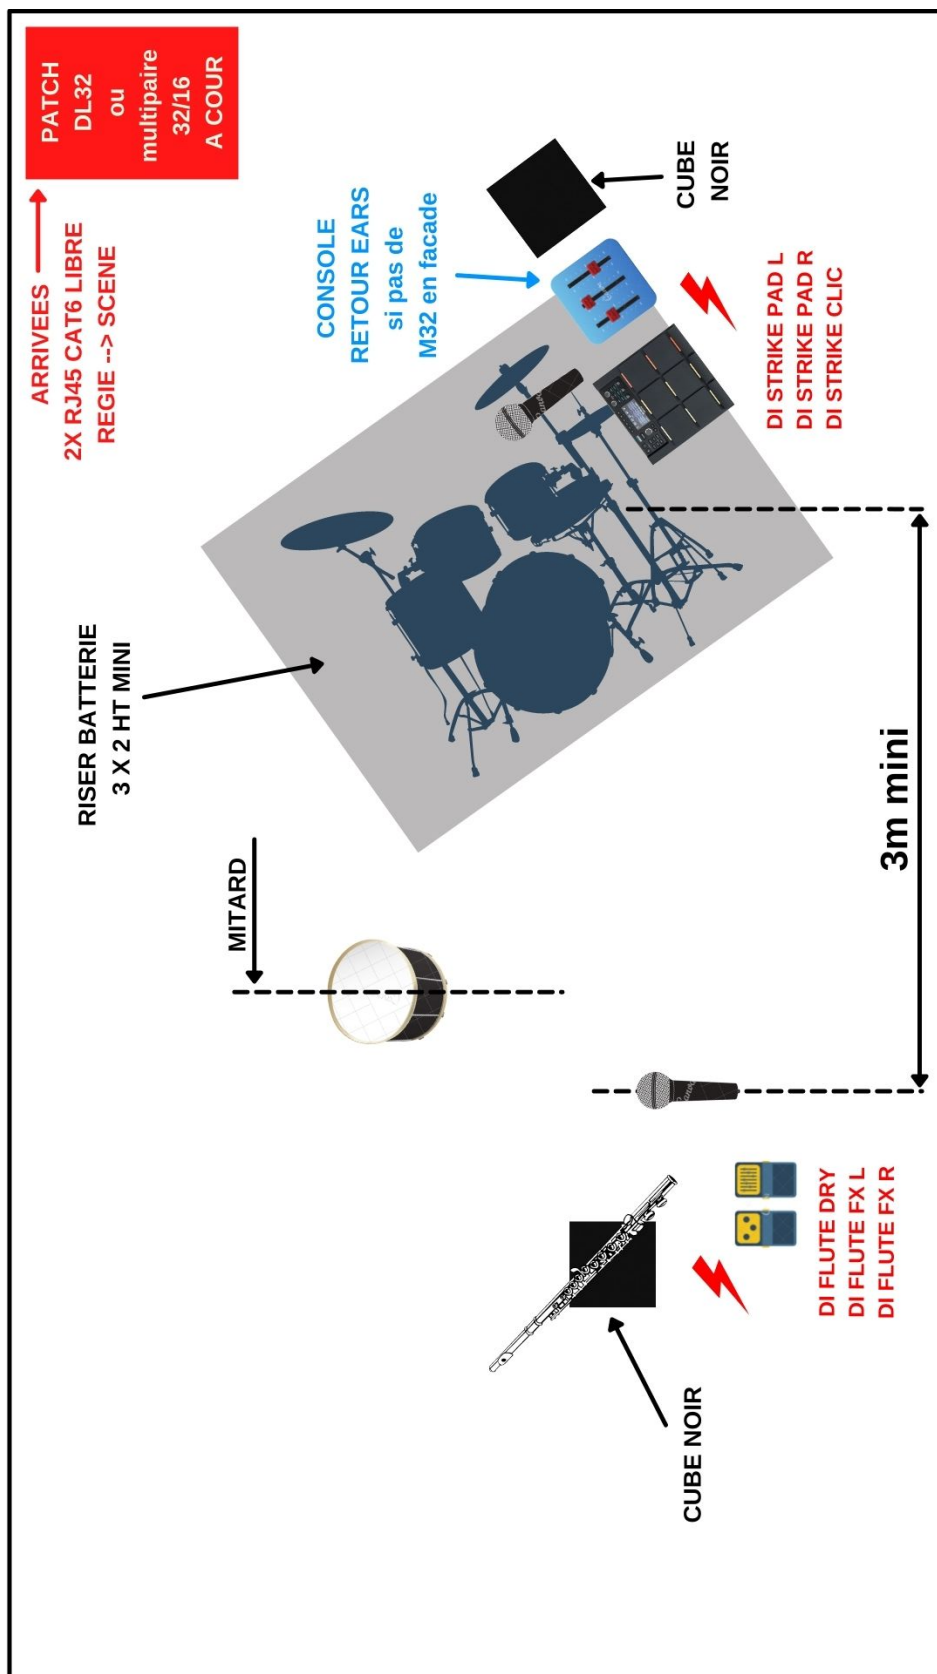 PATCH
DL32
ou
multipaire
32/16
A COUR
ARRIVEES
2X RJ45 CAT6 LIBRE
REGIE --> SCENE
CONSOLE
RETOUR EARS
si pas de
M32 en facade
CUBE
NOIR
RISER BATTERIE
3 X 2 HT MINI
DI STRIKE PAD L
DI STRIKE PAD R
DI STRIKE CLIC
MITARD
3m mini
CUBE NOIR
DI FLUTE DRY
DI FLUTE FX L
DI FLUTE FX R